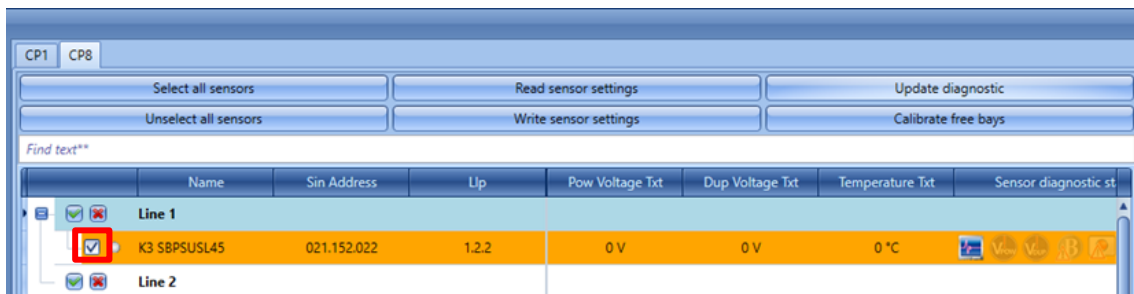 CP1 CP8
Select all sensors Read sensor settings Update diagnostic
Unselect all sensors Write sensor settings Calibrate free bays
Find text**
Name Sin Address Llp Pow Voltage Txt Dup Voltage Txt Temperature Txt Sensor diagnostic st
Line 1
K3 SBPSUSL45 021.152.022 1.2.2 0 V 0 V 0 °C
Line 2